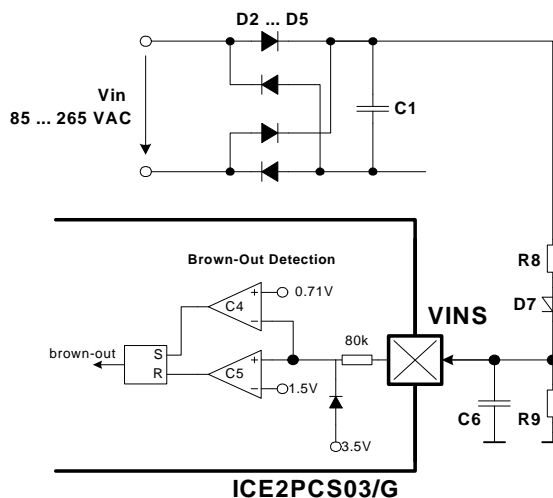 D2 ... D5
Vin
85 ... 265 VAC
C1
R8
Brown-Out Detection
D7
0.71V
C4
VINS
80k
brown-out
S
R
C5
1.5V
C6
R9
3.5V
ICE2PCS03/G